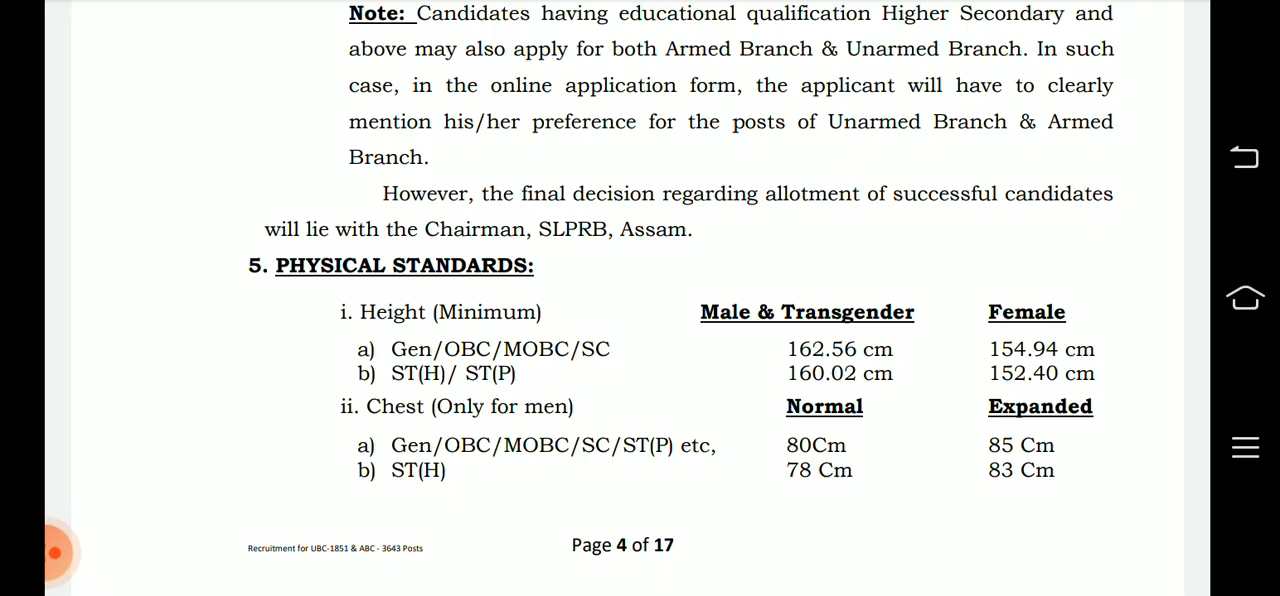 Note: Candidates having educational qualification Higher Secondary and
above may also apply for both Armed Branch & Unarmed Branch. In such
case, in the online application form, the applicant will have to clearly
mention his/her preference for the posts of Unarmed Branch & Armed
Branch.
However, the final decision regarding allotment of successful candidates
will lie with the Chairman, SLPRB, Assam.
5. PHYSICAL STANDARDS:
i. Height (Minimum) Male & Transgender Female
a) Gen/OBC/MOBC/SC 162.56 cm 154.94 cm
b) ST(H)/ ST(P) 160.02 cm 152.40 cm
ii. Chest (Only for men) Normal Expanded
a) Gen/OBC/MOBC/SC/ST(P) etc, 80Cm 85 Cm
b) ST(H) 78 Cm 83 Cm
Recruitment for UBC-1851 & ABC - 3643 Posts Page 4 of 17